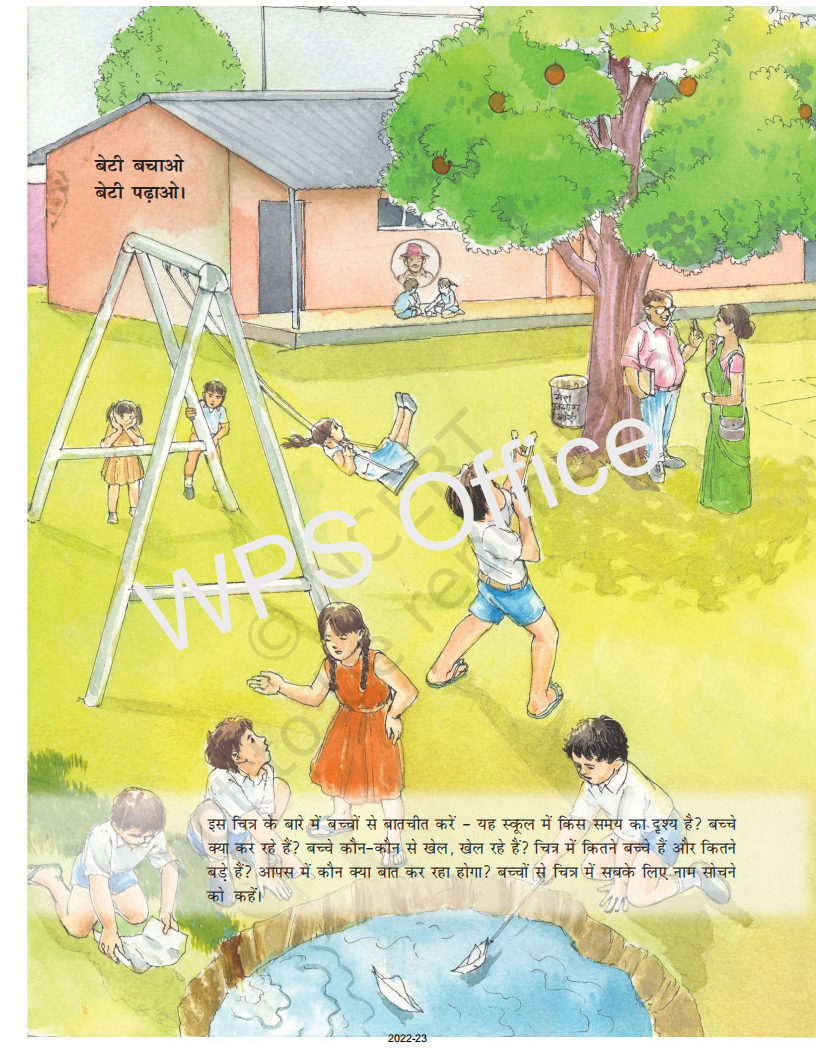 बेटी बचाओ
बेटी पढ़ाओ।
WPS Office
© NCERT
इस चित्र के बारे में बच्चों से बातचीत करें – यह स्कूल में किस समय का दृश्य है? बच्चे
क्या कर रहे हैं? बच्चे कौन-कौन से खेल, खेल रहे हैं? चित्र में कितने बच्चे हैं और कितने
बड़े हैं? आपस में कौन क्या बात कर रहा होगा? बच्चों से चित्र में सबके लिए नाम सोचने
को कहें।
2022-23